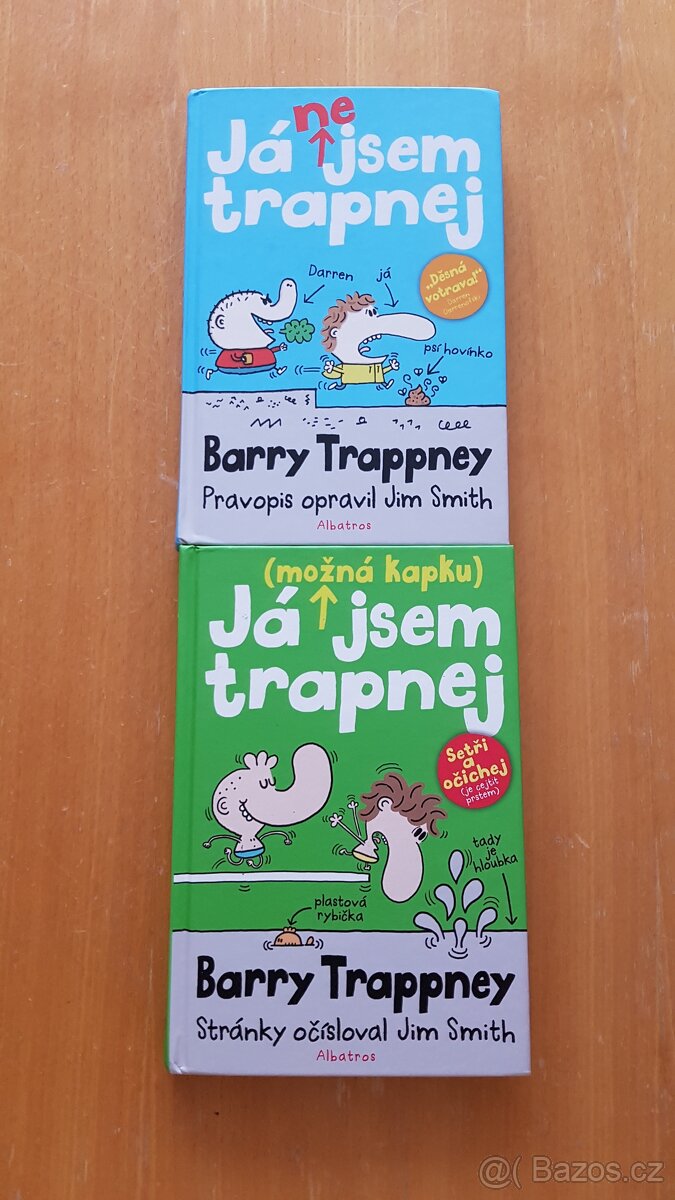 ne
Já jsem
trapnej
Darren já
„Děsná
votrava!“
Darren
Darrenofski
psí hovínko
Barry Trappney
Pravopis opravil Jim Smith
Albatros
(možná kapku)
Já jsem
trapnej
Setři
a
očichej
(je cejtit
prstem)
tady
je
hloubka
plastová
rybička
Barry Trappney
Stránky očísloval Jim Smith
Albatros
@( Bazos.cz